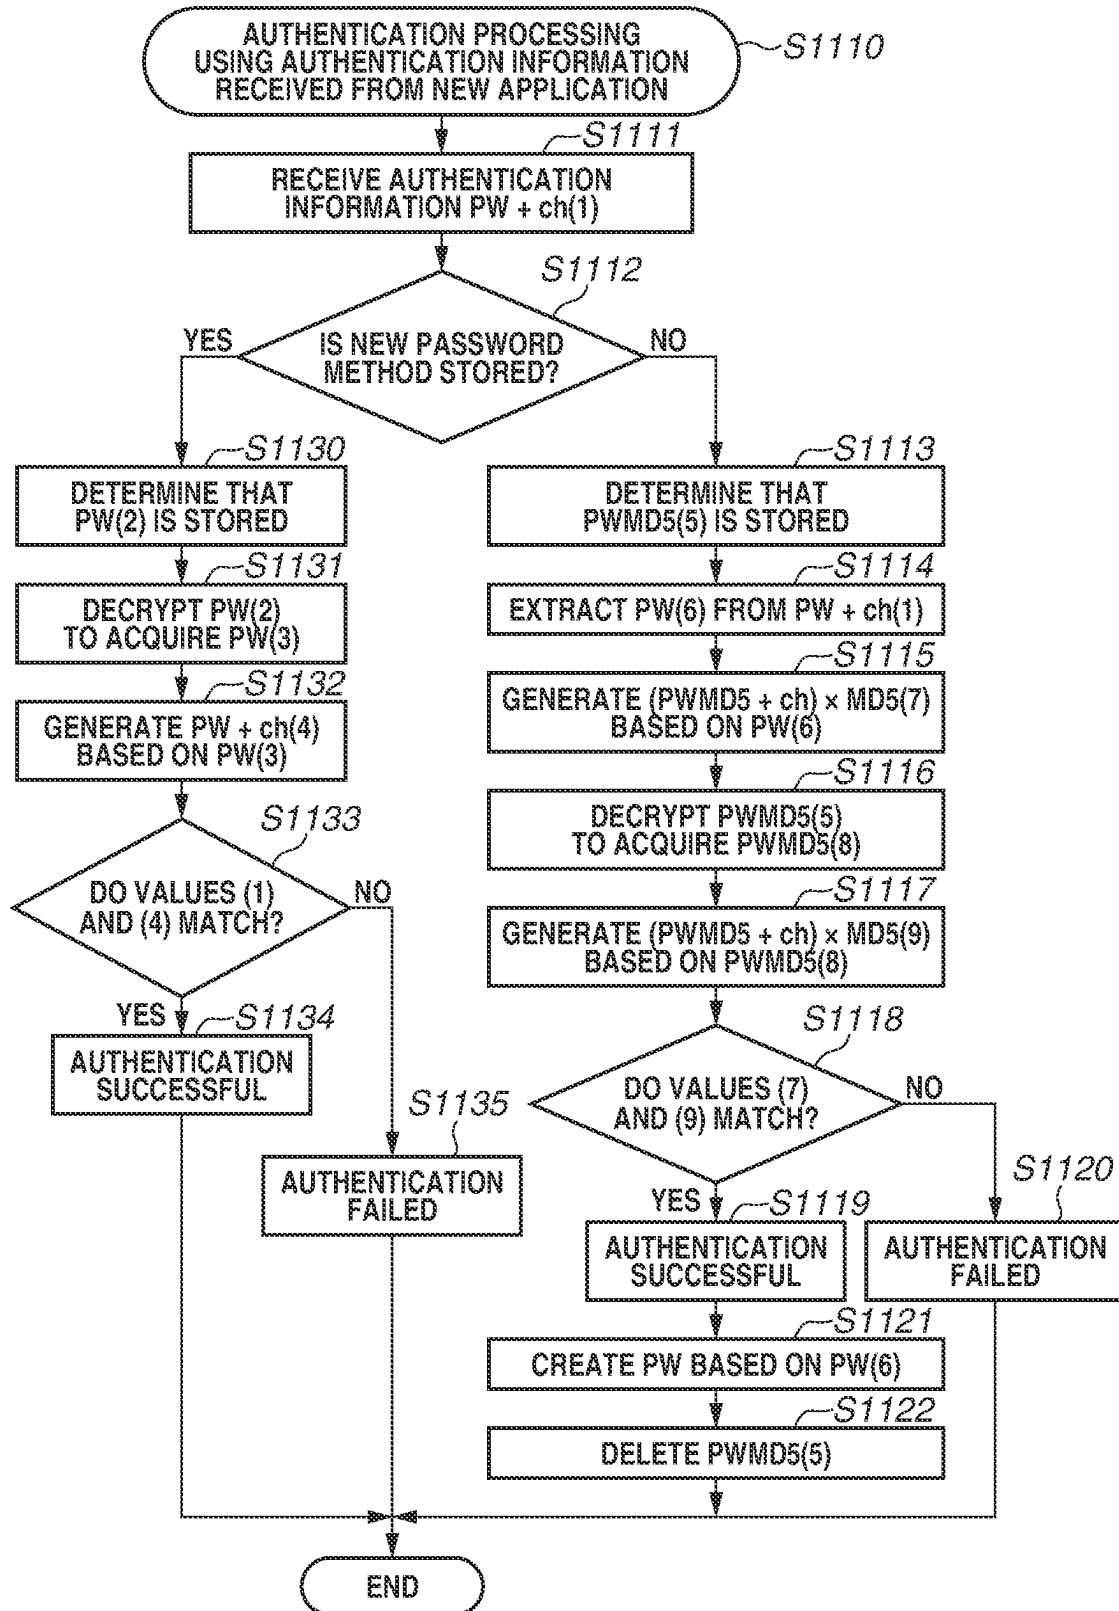 AUTHENTICATION PROCESSING
USING AUTHENTICATION INFORMATION
RECEIVED FROM NEW APPLICATION
S1110
S1111
RECEIVE AUTHENTICATION
INFORMATION PW + ch(1)
S1112
IS NEW PASSWORD
METHOD STORED?
YES
NO
S1130
DETERMINE THAT
PW(2) IS STORED
S1131
DECRYPT PW(2)
TO ACQUIRE PW(3)
S1132
GENERATE PW + ch(4)
BASED ON PW(3)
S1133
DO VALUES (1)
AND (4) MATCH?
NO
YES
S1134
AUTHENTICATION
SUCCESSFUL
S1135
AUTHENTICATION
FAILED
S1113
DETERMINE THAT
PWMD5(5) IS STORED
S1114
EXTRACT PW(6) FROM PW + ch(1)
S1115
GENERATE (PWMD5 + ch) × MD5(7)
BASED ON PW(6)
S1116
DECRYPT PWMD5(5)
TO ACQUIRE PWMD5(8)
S1117
GENERATE (PWMD5 + ch) × MD5(9)
BASED ON PWMD5(8)
S1118
DO VALUES (7)
AND (9) MATCH?
NO
YES
S1119
AUTHENTICATION
SUCCESSFUL
S1120
AUTHENTICATION
FAILED
S1121
CREATE PW BASED ON PW(6)
S1122
DELETE PWMD5(5)
END